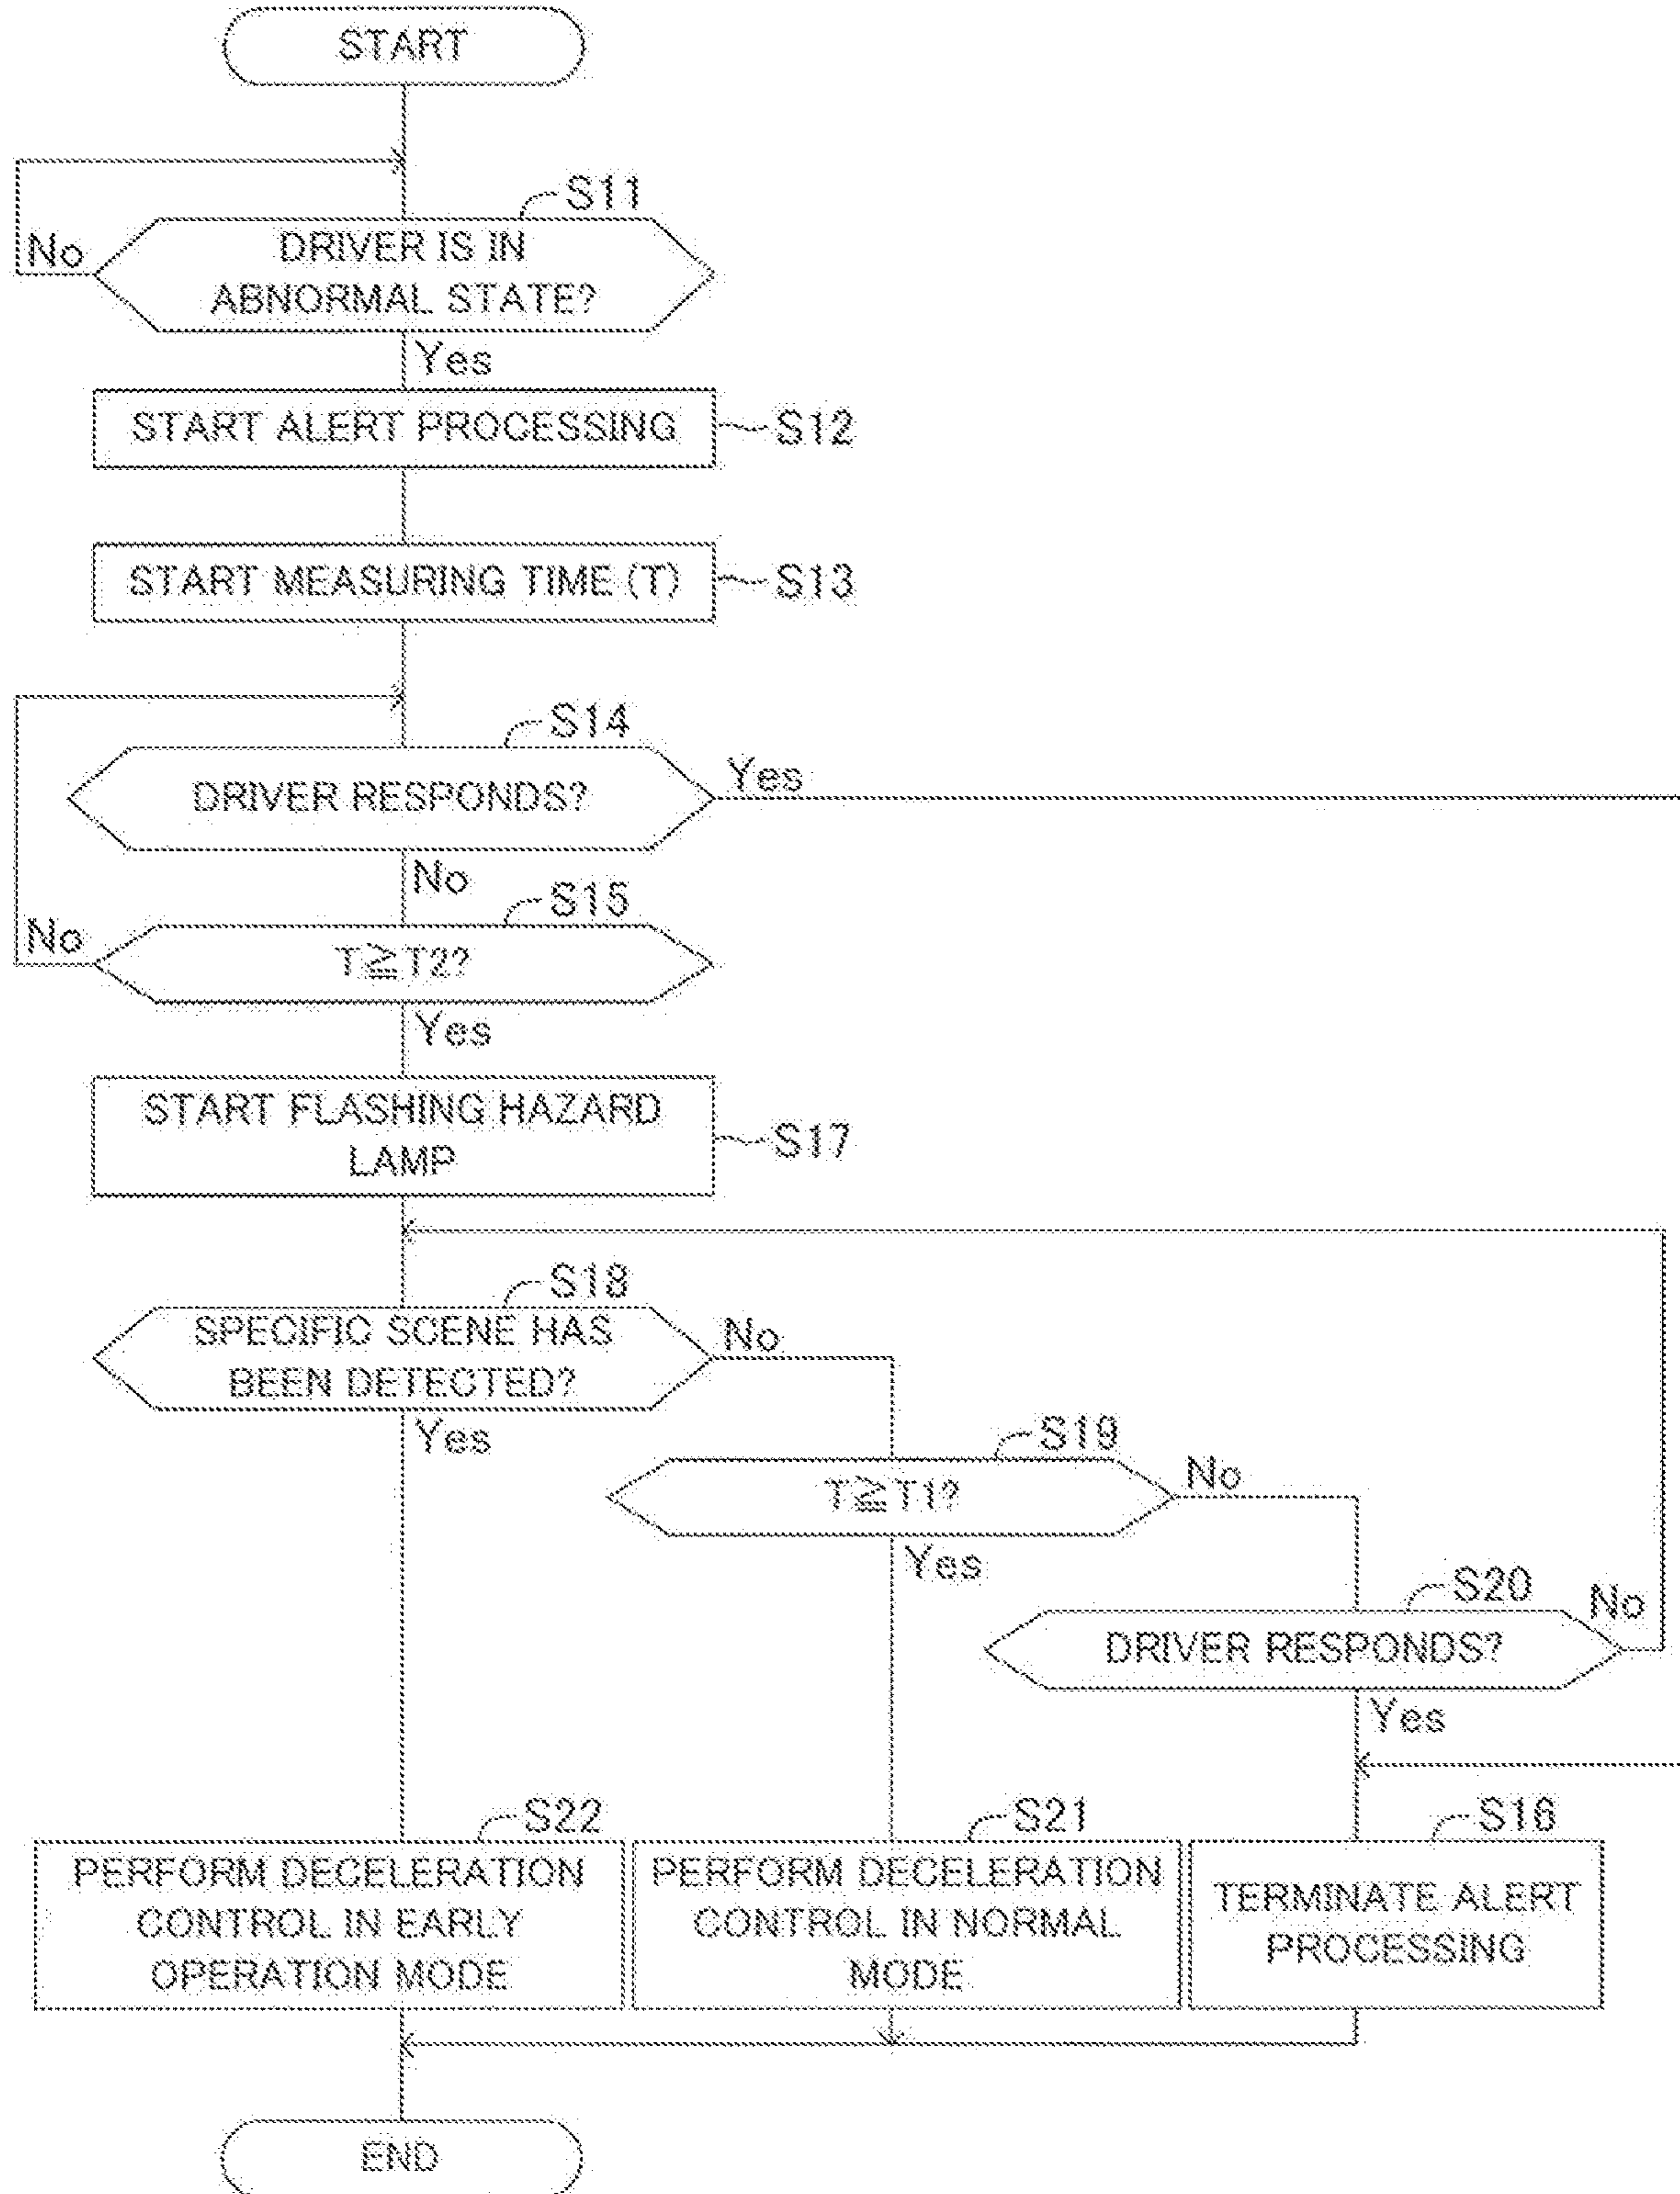 START
S11
DRIVER IS IN
ABNORMAL STATE?
No
Yes
START ALERT PROCESSING
S12
START MEASURING TIME (T)
S13
S14
DRIVER RESPONDS?
Yes
No
S15
T≧T2?
No
Yes
START FLASHING HAZARD
LAMP
S17
S18
SPECIFIC SCENE HAS
BEEN DETECTED?
No
Yes
S19
T≧T1?
No
Yes
S20
DRIVER RESPONDS?
No
Yes
S22
PERFORM DECELERATION
CONTROL IN EARLY
OPERATION MODE
S21
PERFORM DECELERATION
CONTROL IN NORMAL
MODE
S16
TERMINATE ALERT
PROCESSING
END